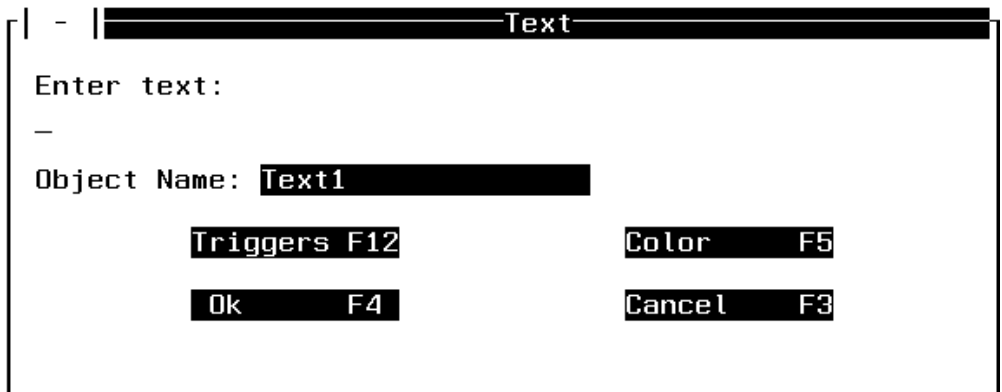 Text
Enter text:
Object Name: Text1
Triggers F12 Color F5
Ok F4 Cancel F3